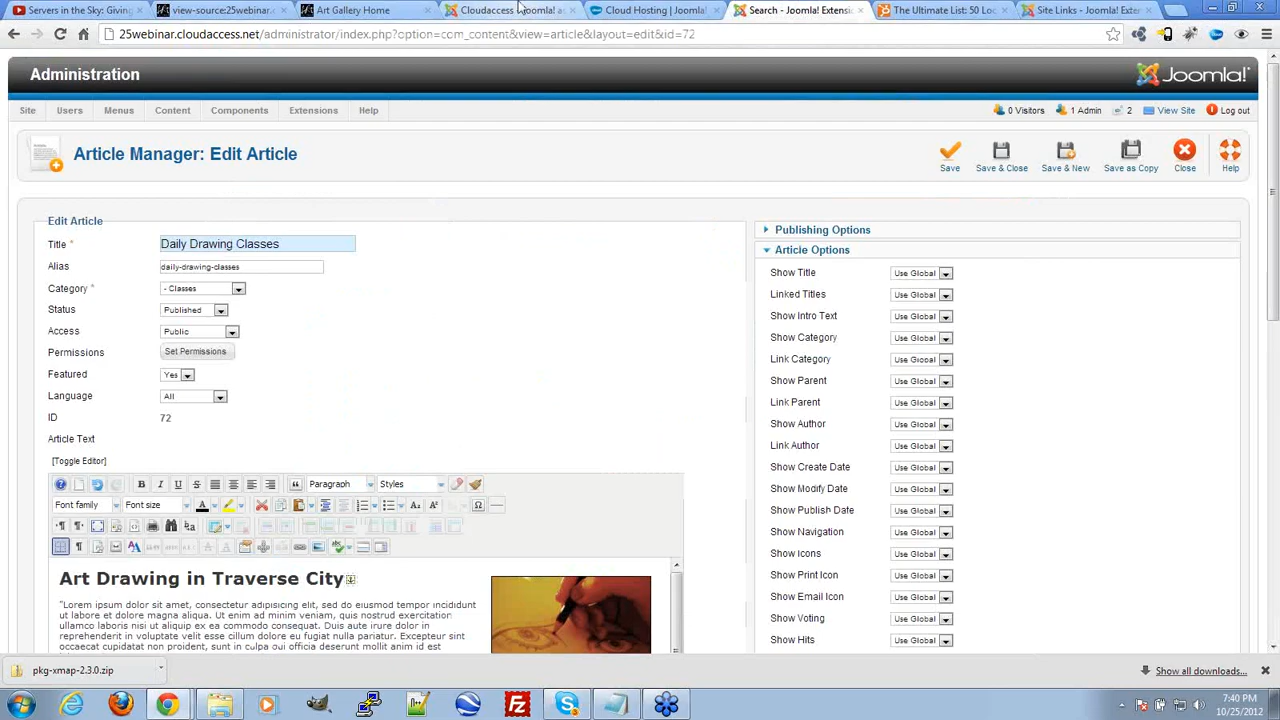 Servers in the Sky: Giving
view-source:25webinar.c
Art Gallery Home
Cloudaccess - Joomla! a
Cloud Hosting | Joomla!
Search - Joomla! Extensio
The Ultimate List: 50 Loc
Site Links - Joomla! Exte
25webinar.cloudaccess.net/administrator/index.php?option=com_content&view=article&layout=edit&id=72
Administration
Joomla!
Site Users Menus Content Components Extensions Help
0 Visitors 1 Admin 2 View Site Log out
Article Manager: Edit Article
Save Save & Close Save & New Save as Copy Close Help
Edit Article
Title * Daily Drawing Classes
Alias daily-drawing-classes
Category * - Classes
Status Published
Access Public
Permissions Set Permissions
Featured Yes
Language All
ID 72
Article Text
[Toggle Editor]
Paragraph Styles
Font family Font size
Art Drawing in Traverse City
"Lorem ipsum dolor sit amet, consectetur adipisicing elit, sed do eiusmod tempor incididunt
ut labore et dolore magna aliqua. Ut enim ad minim veniam, quis nostrud exercitation
ullamco laboris nisi ut aliquip ex ea commodo consequat. Duis aute irure dolor in
reprehenderit in voluptate velit esse cillum dolore eu fugiat nulla pariatur. Excepteur sint
occaecat cupidatat non proident, sunt in culpa qui officia deserunt mollit anim id est
Publishing Options
Article Options
Show Title Use Global
Linked Titles Use Global
Show Intro Text Use Global
Show Category Use Global
Link Category Use Global
Show Parent Use Global
Link Parent Use Global
Show Author Use Global
Link Author Use Global
Show Create Date Use Global
Show Modify Date Use Global
Show Publish Date Use Global
Show Navigation Use Global
Show Icons Use Global
Show Print Icon Use Global
Show Email Icon Use Global
Show Voting Use Global
Show Hits Use Global
pkg-xmap-2.3.0.zip
Show all downloads...
7:40 PM
10/25/2012